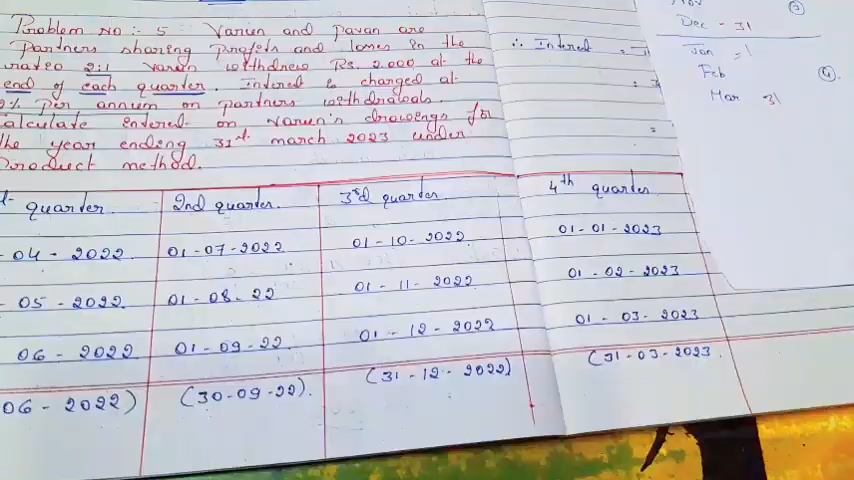 Problem No :- 5 Varun and Pavan are
Partners sharing profets and losses in the
ratio 2:1 Varun withdrew Rs. 2.000 at the
end of each quarter. Interest is charged at
% Per annum on partners withdrawals.
calculate enterest on Varun's drawengs for
the year ending 31st march 2023 under
Product method.
∴ Interest =
=
=
Dec - 31
Jan = 1
Feb
Mar 31
4
quarter
2nd quarter.
3rd quarter
4th quarter
- 04 - 2022
01-07-2022
01 - 10 - 2022
01 - 01 - 2023
- 05 - 2022
01 - 08 - 22
01 - 11 - 2022
01 - 02 - 2023
06 - 2022
01-09-22
01 - 12 - 2022
01 - 03 - 2023
06 - 2022)
(30-09-22).
(31 - 12 - 2022)
(31-03-2023